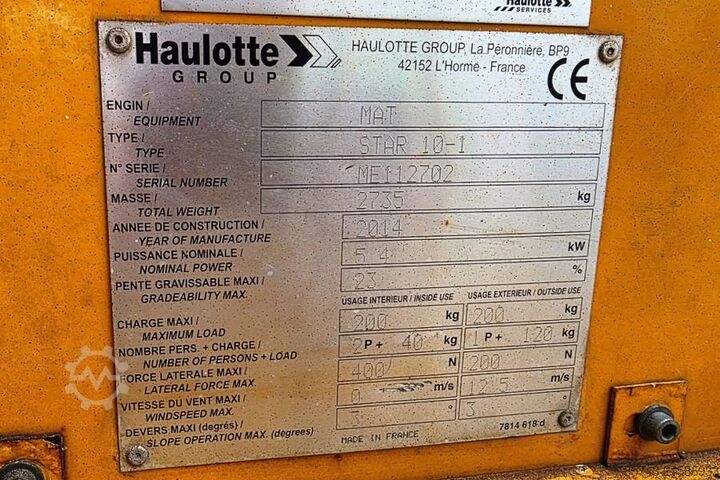 Haulotte
SERVICES
Haulotte
GROUP
HAULOTTE GROUP, La Péronnière, BP9
42152 L'Horme - France
CE
ENGIN / EQUIPMENT MAT
TYPE / TYPE STAR 10-1
N° SERIE / SERIAL NUMBER ME112702
MASSE / TOTAL WEIGHT 2735 kg
ANNEE DE CONSTRUCTION / YEAR OF MANUFACTURE 2014
PUISSANCE NOMINALE / NOMINAL POWER 5.4 kW
PENTE GRAVISSABLE MAXI / GRADEABILITY MAX. 23 %
USAGE INTERIEUR / INSIDE USE USAGE EXTERIEUR / OUTSIDE USE
CHARGE MAXI / MAXIMUM LOAD 200 kg 200 kg
NOMBRE PERS. + CHARGE / NUMBER OF PERSONS + LOAD 2 P + 40 kg 1 P + 120 kg
FORCE LATERALE MAXI / LATERAL FORCE MAX. 400 N 200 N
VITESSE DU VENT MAXI / WINDSPEED MAX. 0 m/s 12.5 m/s
DEVERS MAXI (degrés) / SLOPE OPERATION MAX. (degrees) 3 ° 3 °
MADE IN FRANCE
7814 618 d